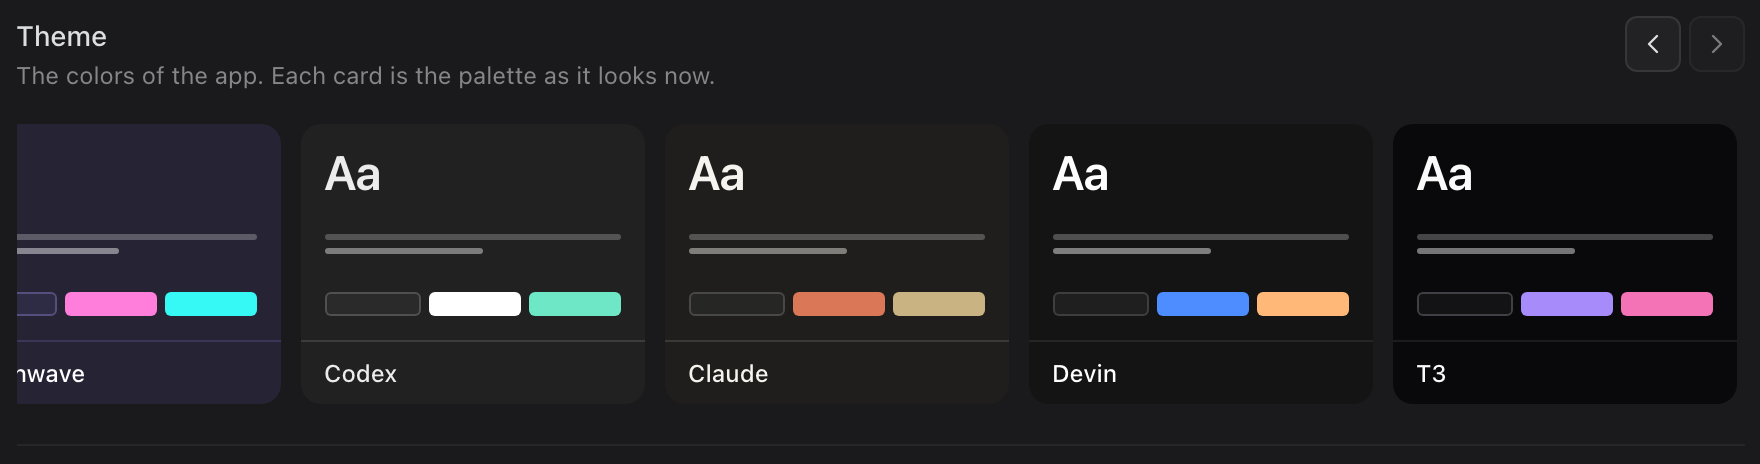 Theme
The colors of the app. Each card is the palette as it looks now.
Aa
Aa
Aa
Aa
nwave
Codex
Claude
Devin
T3